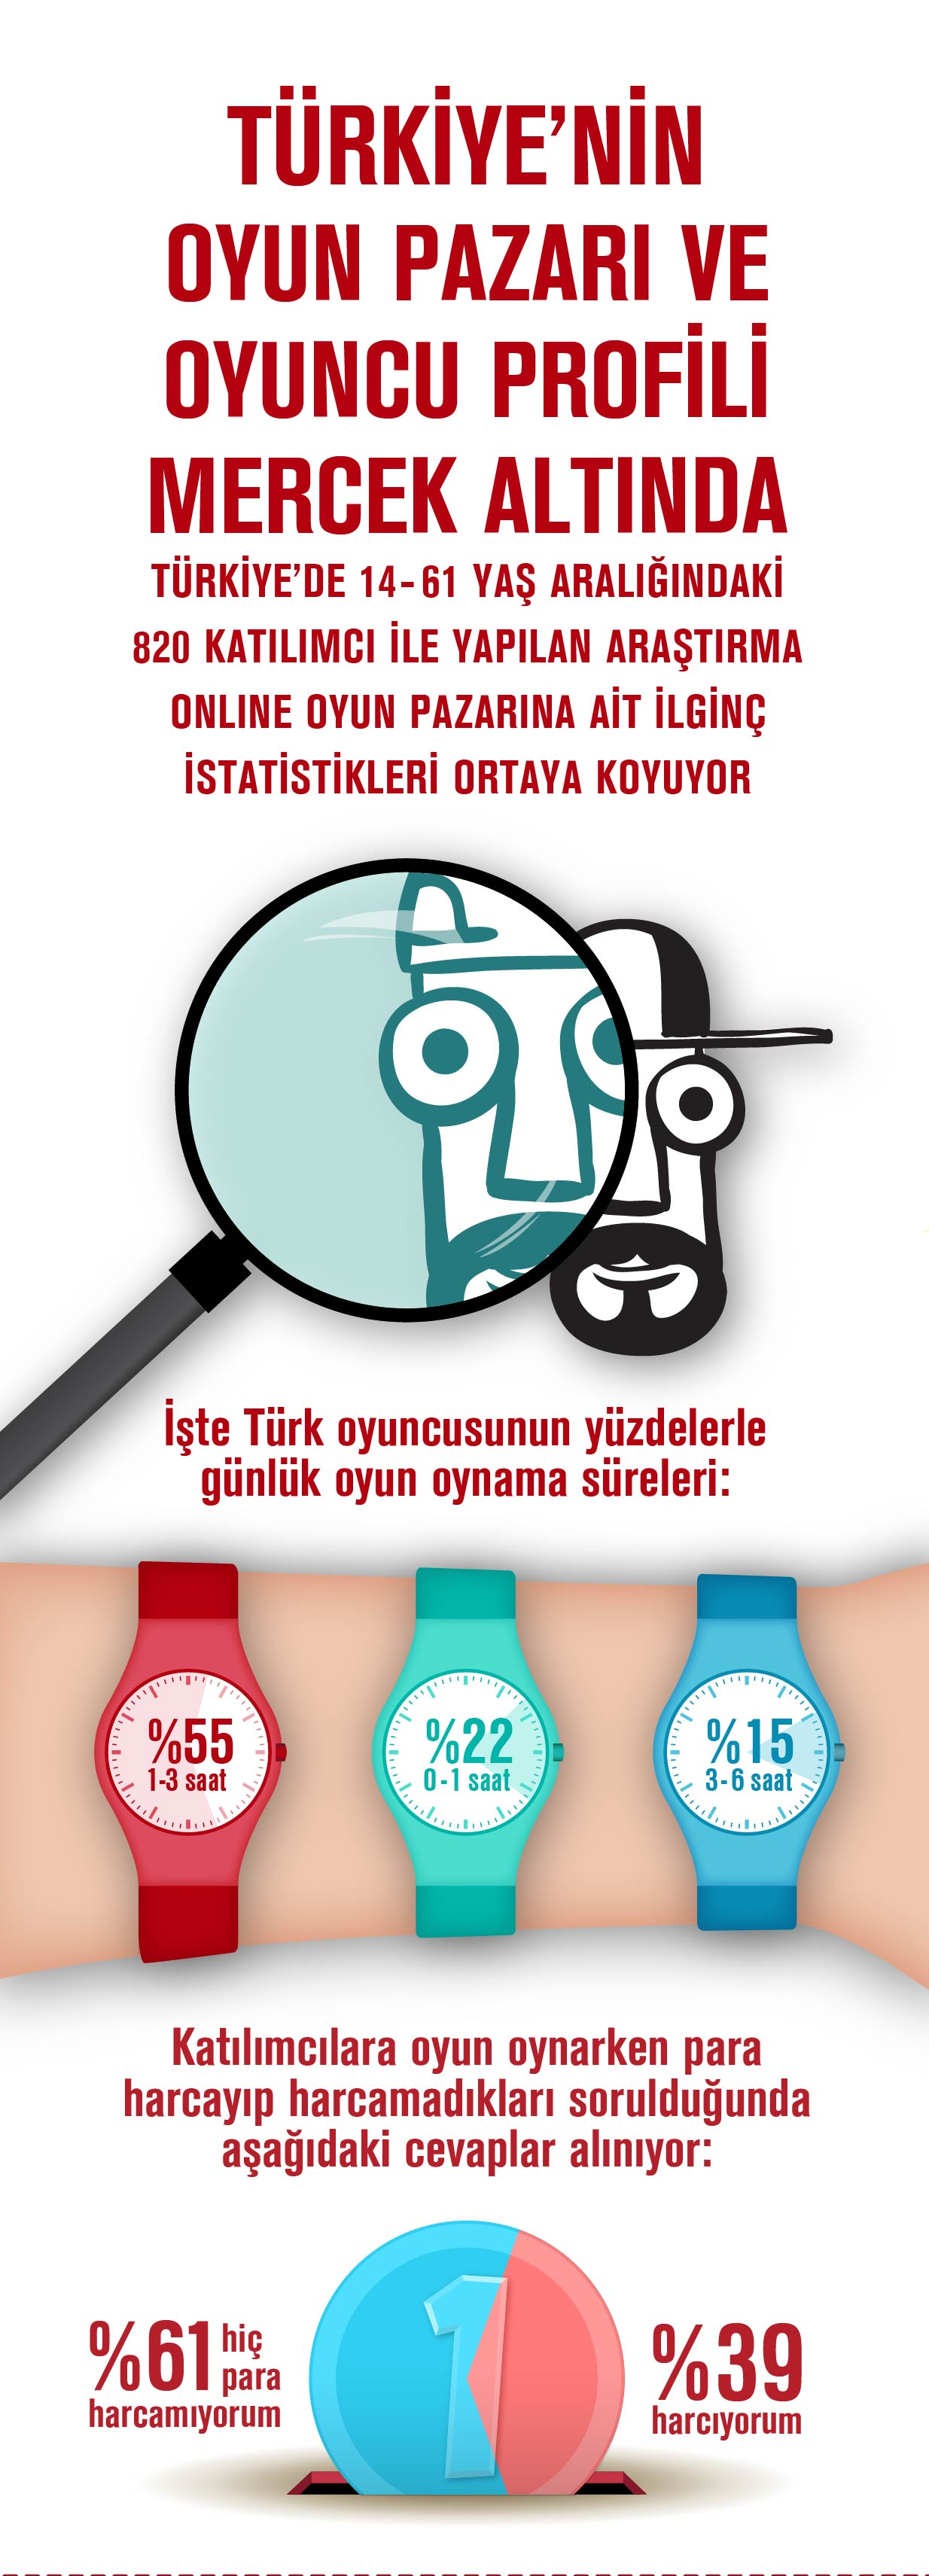 TÜRKİYE'NİN
OYUN PAZARI VE
OYUNCU PROFİLİ
MERCEK ALTINDA
TÜRKİYE'DE 14-61 YAŞ ARALIĞINDAKİ
820 KATILIMCI İLE YAPILAN ARAŞTIRMA
ONLINE OYUN PAZARINA AİT İLGİNÇ
İSTATİSTİKLERİ ORTAYA KOYUYOR
İşte Türk oyuncusunun yüzdelerle
günlük oyun oynama süreleri:
%55
1-3 saat
%22
0-1 saat
%15
3-6 saat
Katılımcılara oyun oynarken para
harcayıp harcamadıkları sorulduğunda
aşağıdaki cevaplar alınıyor:
%61 hiç
para
harcamıyorum
1
%39
harcıyorum